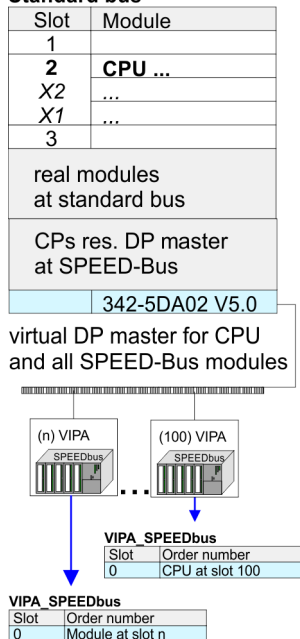 Standard bus
Slot Module
1
2 CPU ...
X2 ...
X1 ...
3
real modules
at standard bus
CPs res. DP master
at SPEED-Bus
342-5DA02 V5.0
virtual DP master for CPU
and all SPEED-Bus modules
(n) VIPA (100) VIPA
SPEEDbus SPEEDbus
...
VIPA_SPEEDbus
Slot Order number
0 CPU at slot 100
VIPA_SPEEDbus
Slot Order number
0 Module at slot n